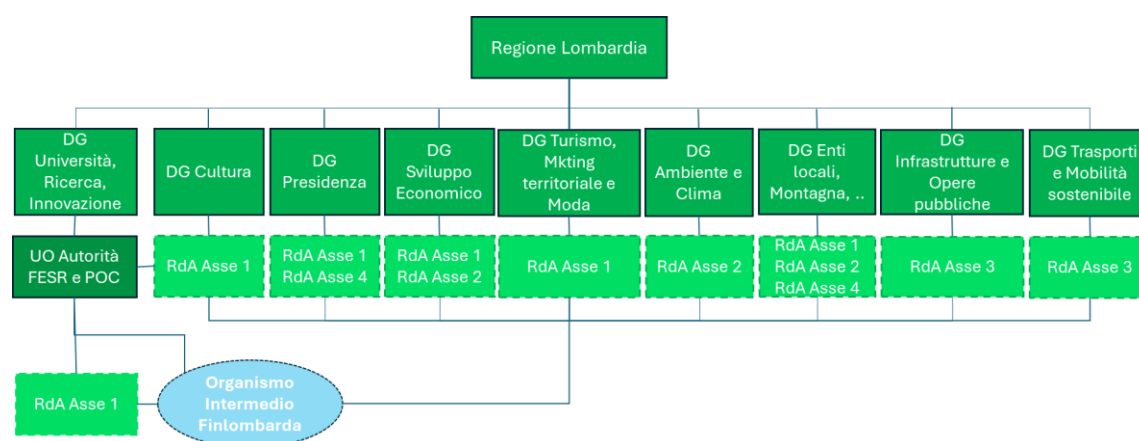 Regione Lombardia
DG
Università,
Ricerca,
Innovazione
DG Cultura
DG
Presidenza
DG
Sviluppo
Economico
DG Turismo,
Mkting
territoriale e
Moda
DG
Ambiente e
Clima
DG Enti
locali,
Montagna, ..
DG
Infrastrutture e
Opere
pubbliche
DG Trasporti
e Mobilità
sostenibile
UO Autorità
FESR e POC
RdA Asse 1
RdA Asse 1
RdA Asse 4
RdA Asse 1
RdA Asse 2
RdA Asse 1
RdA Asse 2
RdA Asse 1
RdA Asse 2
RdA Asse 4
RdA Asse 3
RdA Asse 3
RdA Asse 1
Organismo
Intermedio
Finlombarda